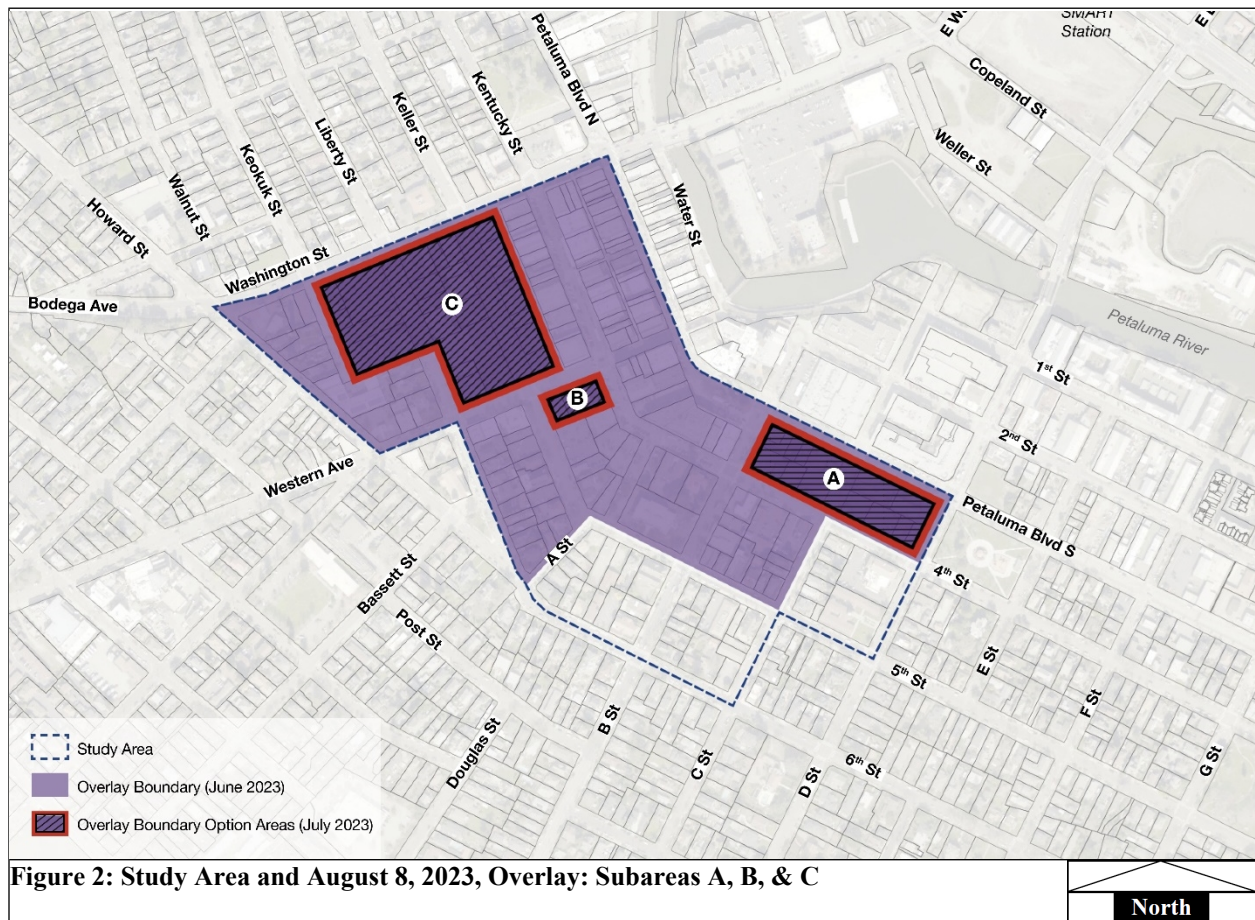 SMART
Station
E W
E D
Petaluma Blvd N
Copeland St
Kentucky St
Keller St
Liberty St
Weller St
Keokuk St
Walnut St
Water St
Howard St
Washington St
Bodega Ave
C
Petaluma River
1st St
B
2nd St
Western Ave
A
Petaluma Blvd S
A St
4th St
Bassett St
Post St
E St
5th St
F St
B St
G St
Douglas St
C St
6th St
D St
Study Area
Overlay Boundary (June 2023)
Overlay Boundary Option Areas (July 2023)
Figure 2: Study Area and August 8, 2023, Overlay: Subareas A, B, & C
North